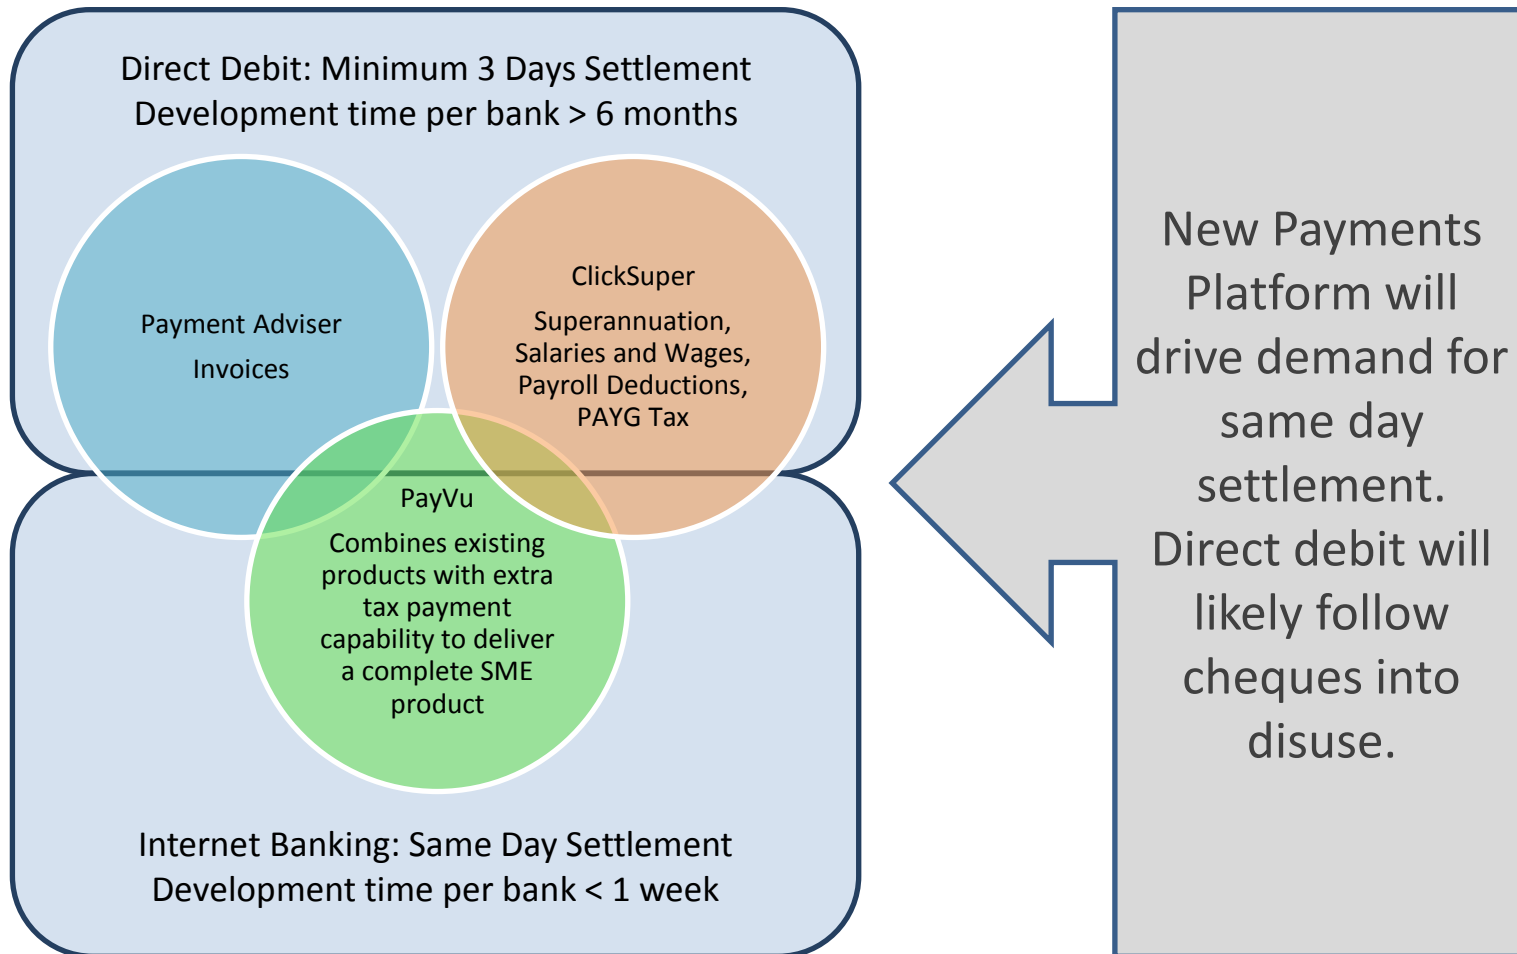 Direct Debit: Minimum 3 Days Settlement
Development time per bank > 6 months
Payment Adviser
Invoices
ClickSuper
Superannuation,
Salaries and Wages,
Payroll Deductions,
PAYG Tax
PayVu
Combines existing
products with extra
tax payment
capability to deliver
a complete SME
product
Internet Banking: Same Day Settlement
Development time per bank < 1 week
New Payments
Platform will
drive demand for
same day
settlement.
Direct debit will
likely follow
cheques into
disuse.